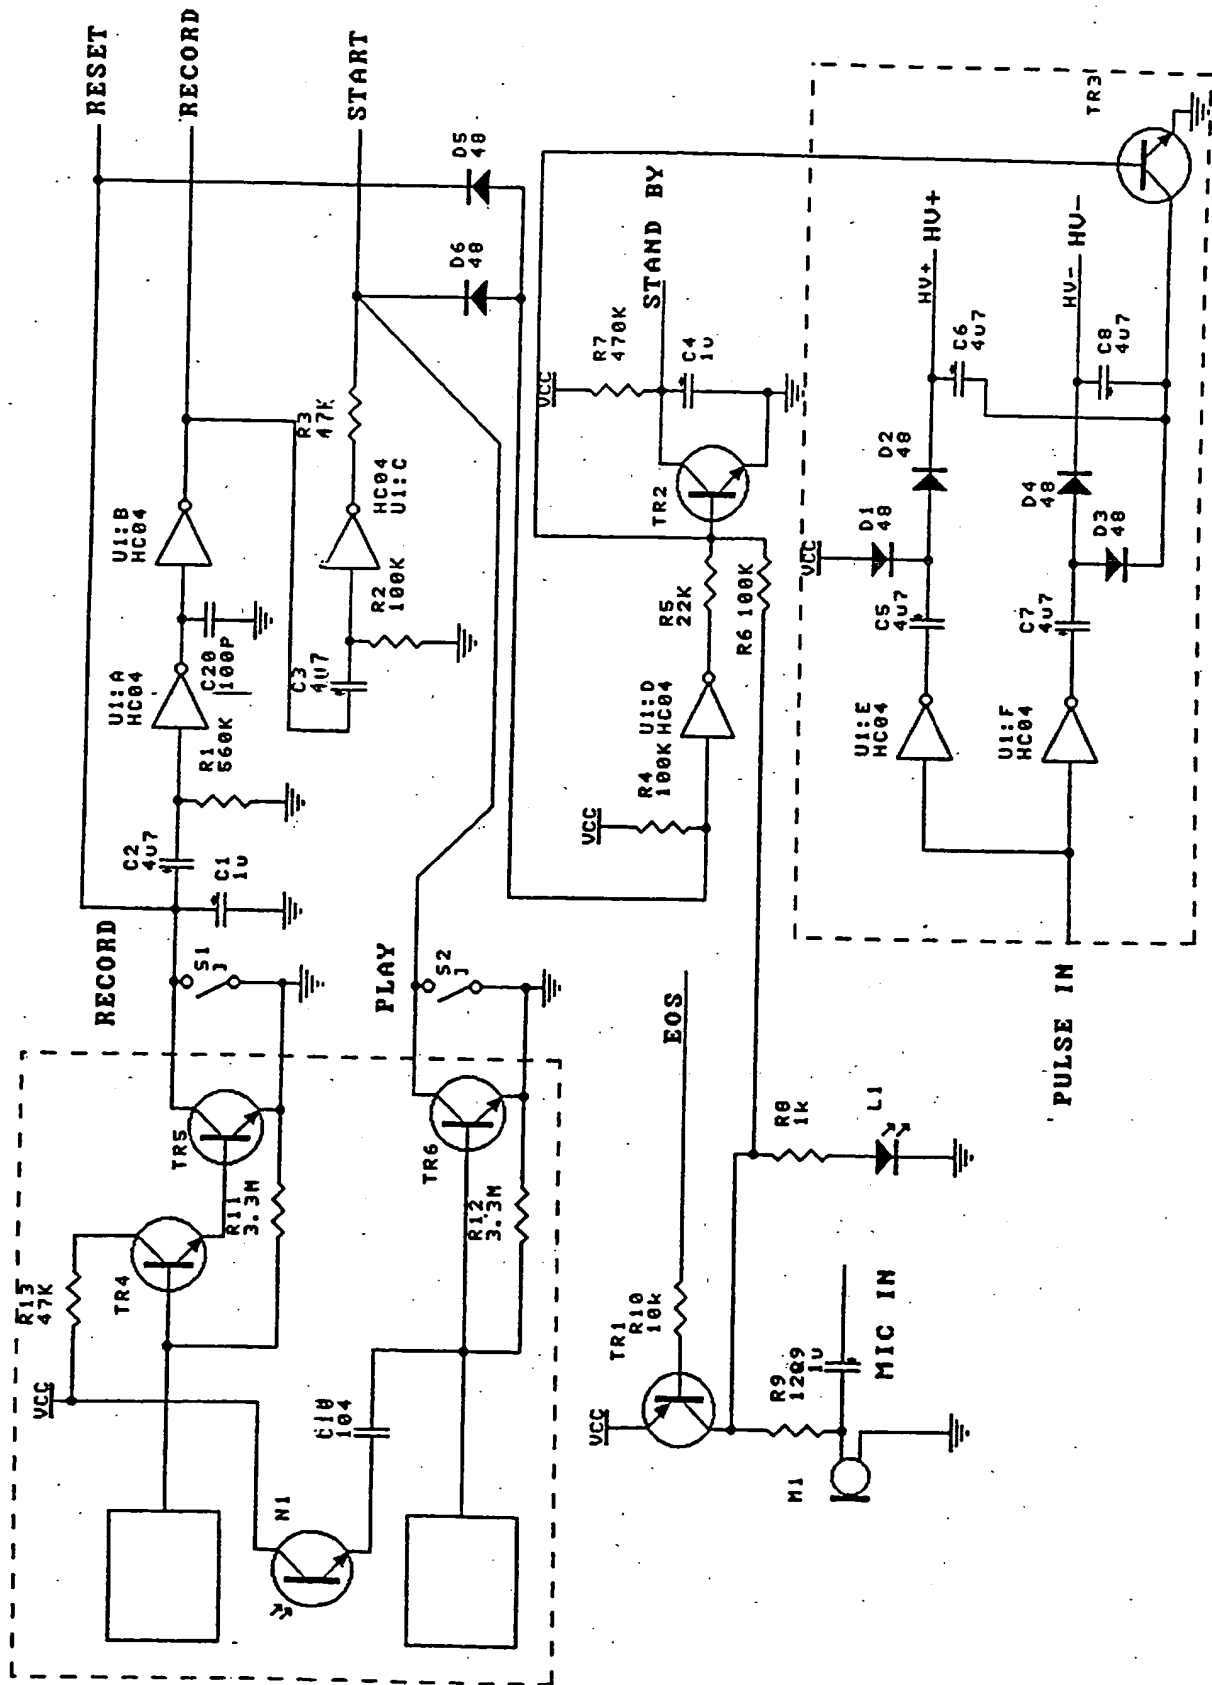 RESET
RECORD
START
D5
48
D6
48
U1:B
HC04
U1:A
HC04
C20
100P
R1
560K
C2
4u7
C1
1u
R3
47K
HC04
U1:C
R2
100K
C3
4U7
RECORD
S1
PLAY
S2
TR5
R11
3.3M
TR4
R13
47K
VCC
TR6
R12
3.3M
104
N1
STAND BY
R7
470K
VCC
C4
1u
TR2
R5
22K
R6 100K
U1:D
HC04
R4
100K
VCC
EOS
TR1
R10
10k
VCC
R8
1k
L1
R9
1u
MIC IN
M1
TR3
HV+
HV+
HV-
HV-
C6
4u7
C8
4u7
D2
48
D4
48
D1
48
D3
48
VCC
C5
4u7
C7
4u7
U1:E
HC04
U1:F
HC04
PULSE IN